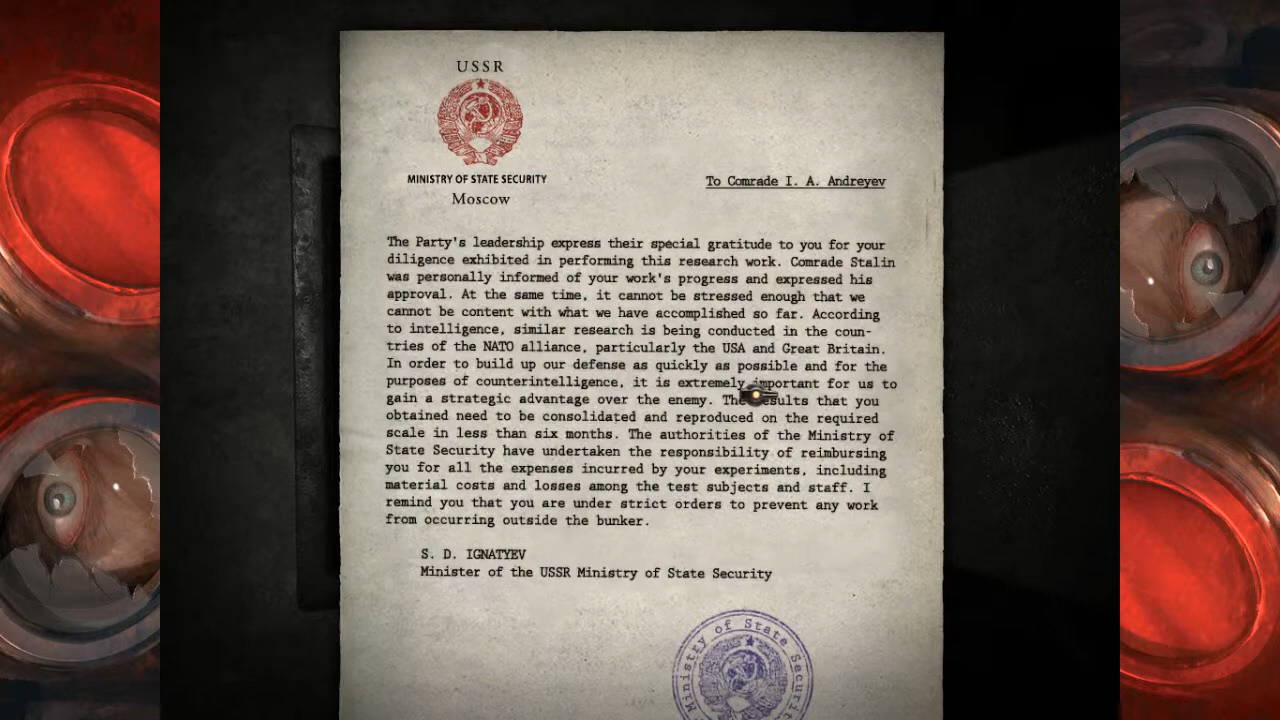 USSR
MINISTRY OF STATE SECURITY
Moscow
To Comrade I. A. Andreyev
The Party's leadership express their special gratitude to you for your
diligence exhibited in performing this research work. Comrade Stalin
was personally informed of your work's progress and expressed his
approval. At the same time, it cannot be stressed enough that we
cannot be content with what we have accomplished so far. According
to intelligence, similar research is being conducted in the coun-
tries of the NATO alliance, particularly the USA and Great Britain.
In order to build up our defense as quickly as possible and for the
purposes of counterintelligence, it is extremely important for us to
gain a strategic advantage over the enemy. The results that you
obtained need to be consolidated and reproduced on the required
scale in less than six months. The authorities of the Ministry of
State Security have undertaken the responsibility of reimbursing
you for all the expenses incurred by your experiments, including
material costs and losses among the test subjects and staff. I
remind you that you are under strict orders to prevent any work
from occurring outside the bunker.
S. D. IGNATYEV
Minister of the USSR Ministry of State Security
Ministry of State Securit